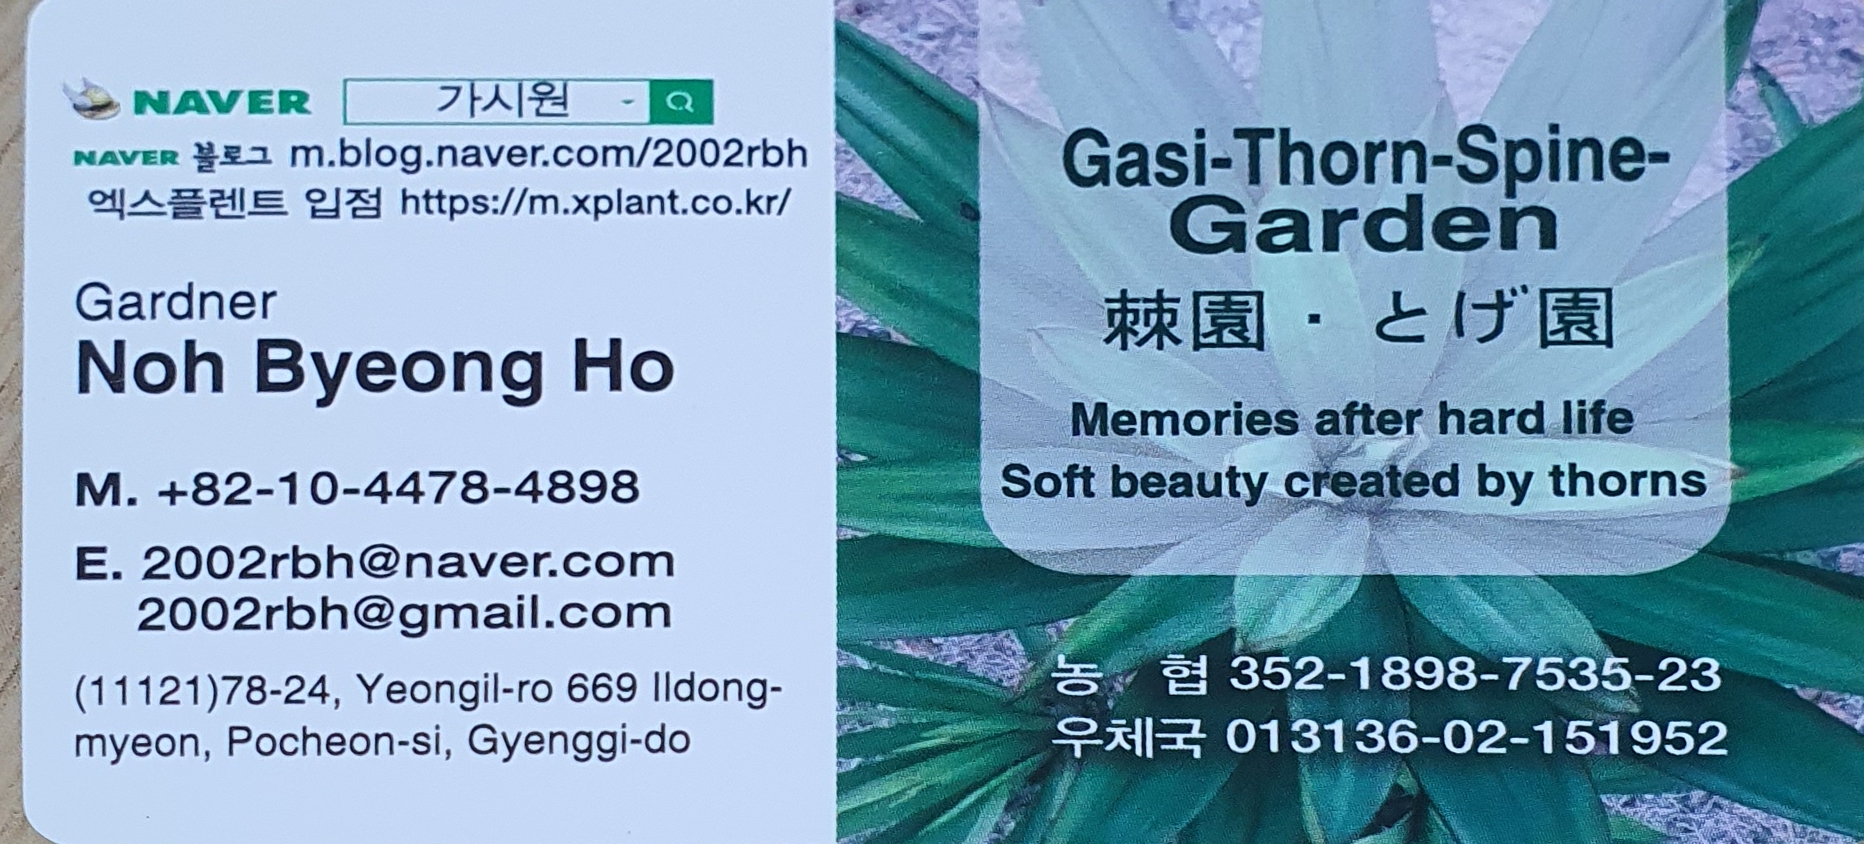 NAVER 가시원
NAVER 블로그 m.blog.naver.com/2002rbh
엑스플렌트 입점 https://m.xplant.co.kr/
Gardner
Noh Byeong Ho
M. +82-10-4478-4898
E. 2002rbh@naver.com
2002rbh@gmail.com
(11121)78-24, Yeongil-ro 669 Ildong-
myeon, Pocheon-si, Gyenggi-do
Gasi-Thorn-Spine-
Garden
棘園 · とげ園
Memories after hard life
Soft beauty created by thorns
농 협 352-1898-7535-23
우체국 013136-02-151952